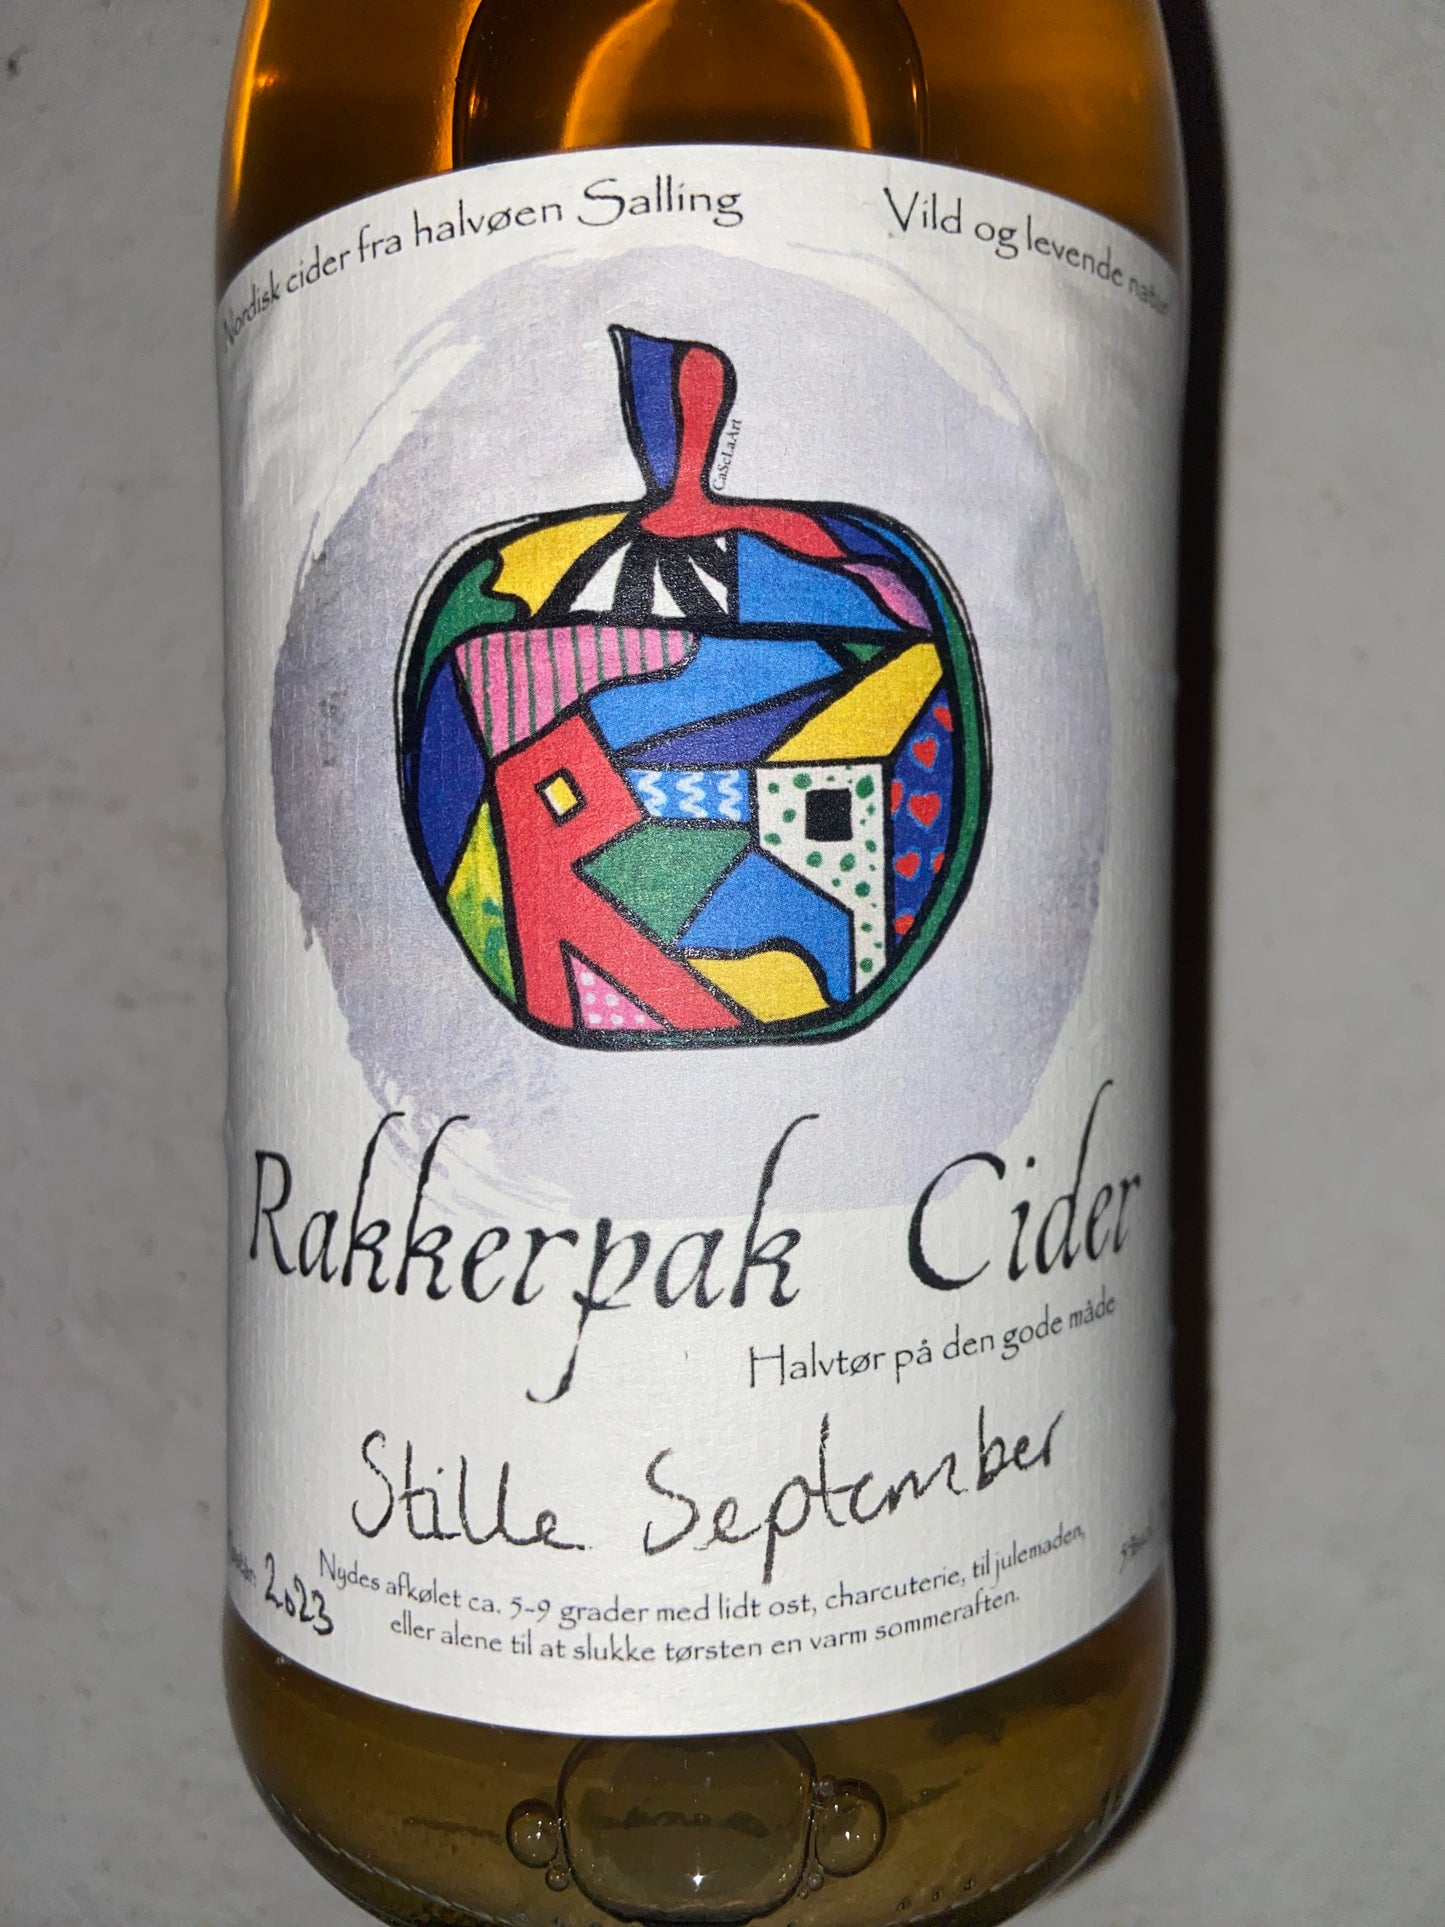 Nordisk cider fra halvøen Salling
Vild og levende natur
CaScLaArt
Rakkerpak Cider
Halvtør på den gode måde
Stille September
2023
Nydes afkølet ca. 5-9 grader med lidt ost, charcuterie, til julemaden,
eller alene til at slukke tørsten en varm sommeraften.